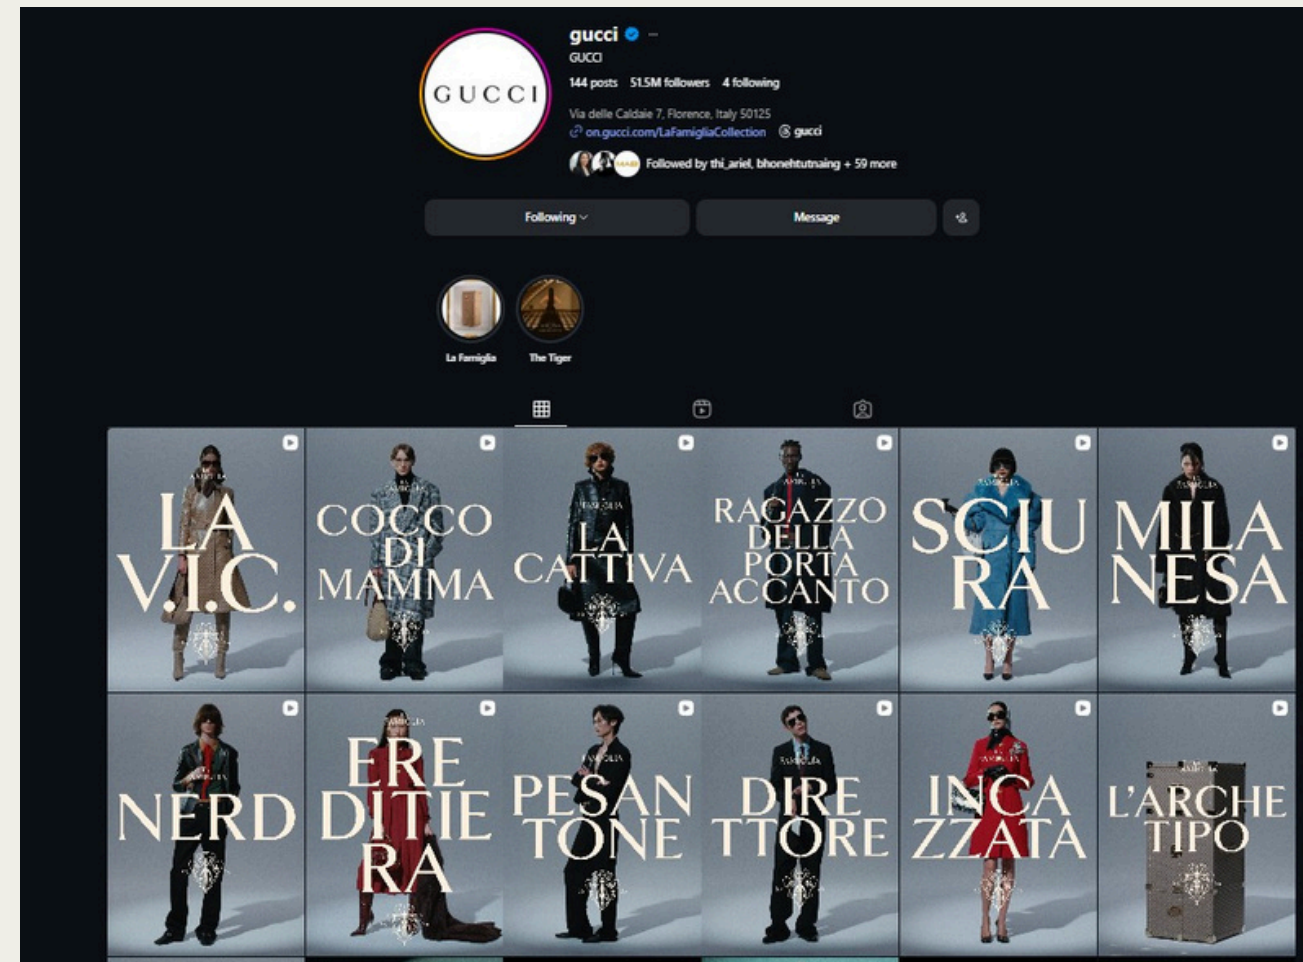 gucci
GUCCI
144 posts 51.5M followers 4 following
Via delle Caldaie 7, Florence, Italy 50125
on.gucci.com/LaFamigliaCollection gucci
GUCCI
Followed by thi_ariel, bhonehtutnaing + 59 more
Following
Message
La Famiglia
The Tiger
LA
V.I.C.
COCCO
DI
MAMMA
LA
CATTIVA
RAGAZZO
DELLA
PORTA
ACCANTO
SCIU
RA
MILA
NESA
NERD
ERE
DITIE
RA
PESAN
TONE
DIRE
TTORE
INCA
ZZATA
L'ARCHE
TIPO